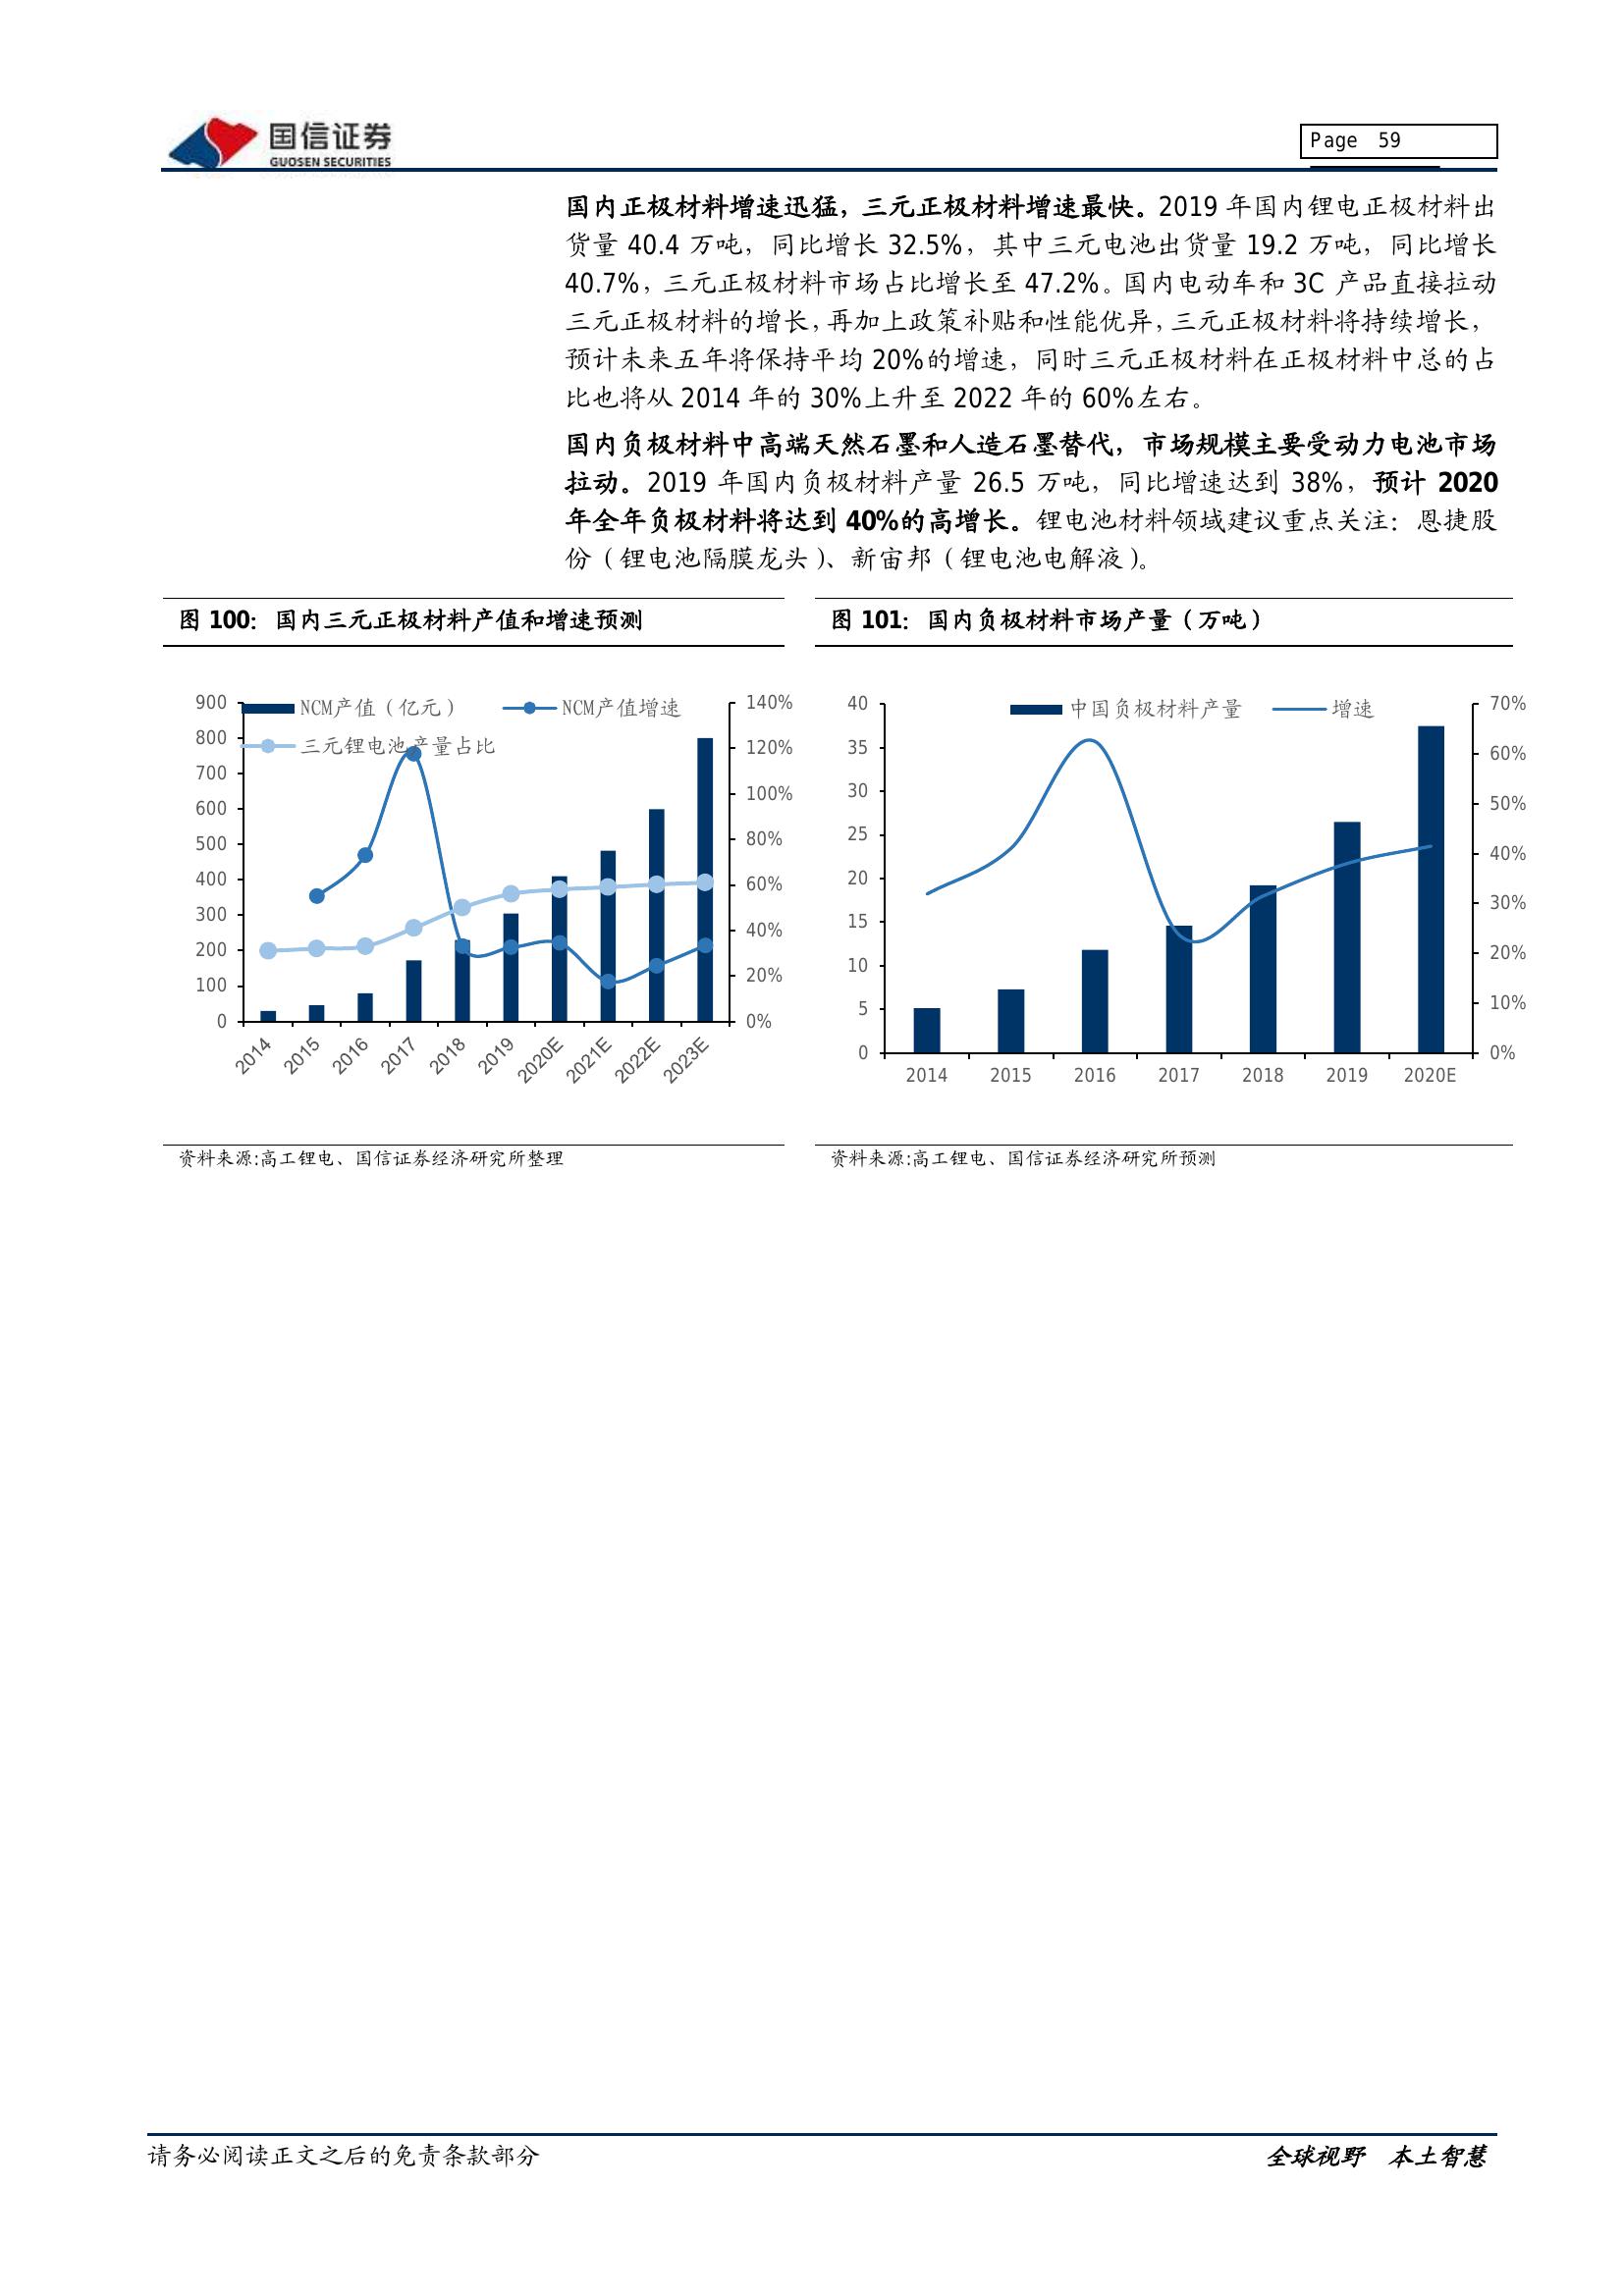 国信证券
GUOSEN SECURITIES
Page 59
国内正极材料增速迅猛，三元正极材料增速最快。2019 年国内锂电正极材料出
货量 40.4 万吨，同比增长 32.5%，其中三元电池出货量 19.2 万吨，同比增长
40.7%，三元正极材料市场占比增长至 47.2%。国内电动车和 3C 产品直接拉动
三元正极材料的增长，再加上政策补贴和性能优异，三元正极材料将持续增长，
预计未来五年将保持平均 20%的增速，同时三元正极材料在正极材料中总的占
比也将从 2014 年的 30%上升至 2022 年的 60%左右。
国内负极材料中高端天然石墨和人造石墨替代，市场规模主要受动力电池市场
拉动。2019 年国内负极材料产量 26.5 万吨，同比增速达到 38%，预计 2020
年全年负极材料将达到 40%的高增长。锂电池材料领域建议重点关注：恩捷股
份（锂电池隔膜龙头）、新宙邦（锂电池电解液）。
图 100：国内三元正极材料产值和增速预测
NCM产值（亿元）
NCM产值增速
三元锂电池产量占比
900
800
700
600
500
400
300
200
100
0
140%
120%
100%
80%
60%
40%
20%
0%
2014
2015
2016
2017
2018
2019
2020E
2021E
2022E
2023E
资料来源:高工锂电、国信证券经济研究所整理
图 101：国内负极材料市场产量（万吨）
中国负极材料产量
增速
40
35
30
25
20
15
10
5
0
70%
60%
50%
40%
30%
20%
10%
0%
2014
2015
2016
2017
2018
2019
2020E
资料来源:高工锂电、国信证券经济研究所预测
请务必阅读正文之后的免责条款部分
全球视野 本土智慧